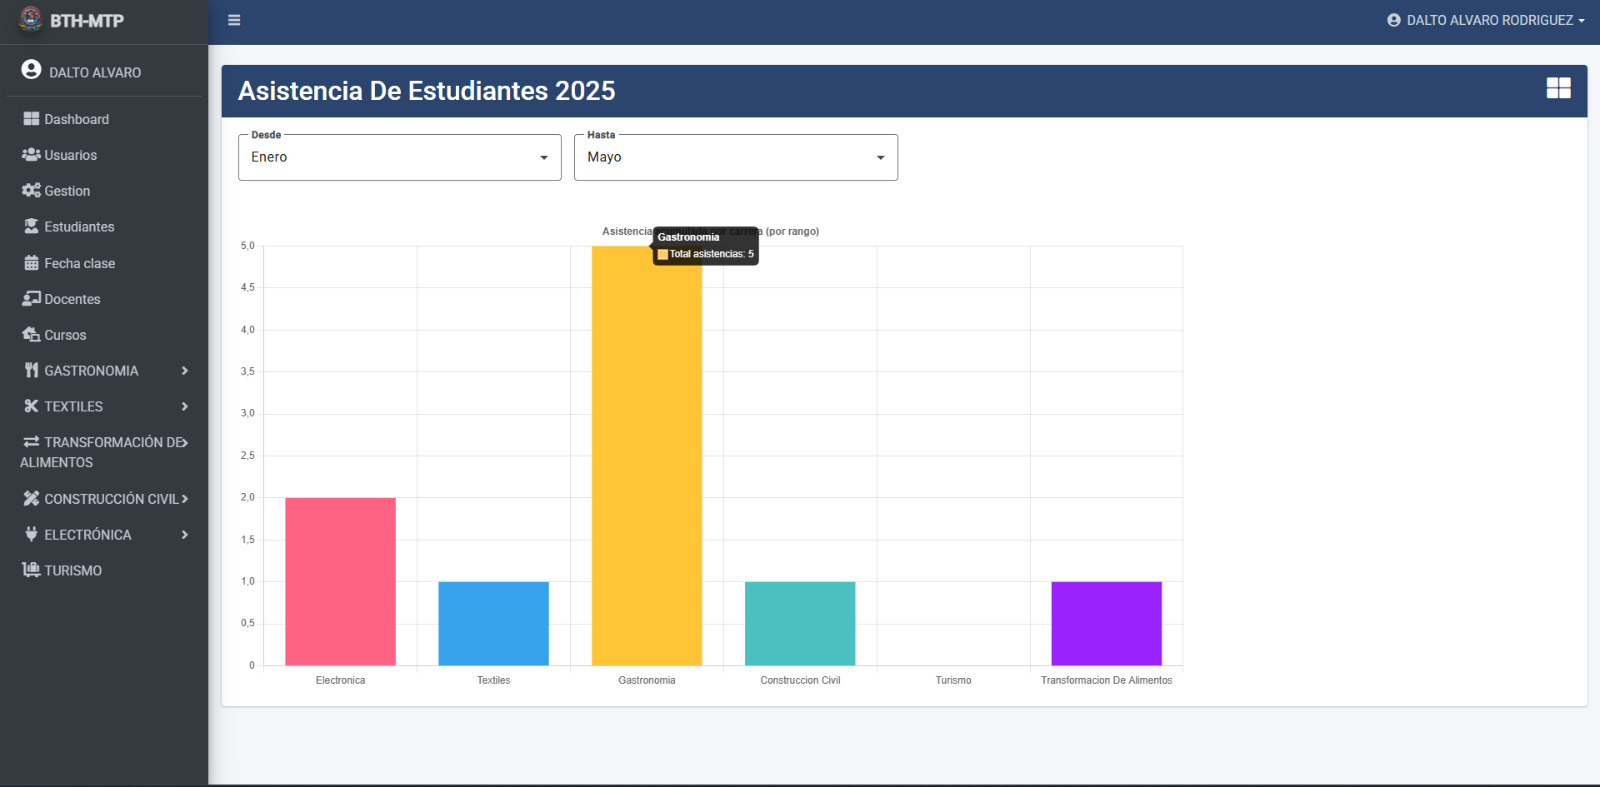 BTH-MTP
DALTO ALVARO RODRIGUEZ
DALTO ALVARO
Dashboard
Usuarios
Gestion
Estudiantes
Fecha clase
Docentes
Cursos
GASTRONOMIA
TEXTILES
TRANSFORMACIÓN DE
ALIMENTOS
CONSTRUCCIÓN CIVIL
ELECTRÓNICA
TURISMO
Asistencia De Estudiantes 2025
Desde
Enero
Hasta
Mayo
Asistencia acumulada por carrera (por rango)
Gastronomia
Total asistencias: 5
5,0
4,5
4,0
3,5
3,0
2,5
2,0
1,5
1,0
0,5
0
Electronica
Textiles
Gastronomia
Construccion Civil
Turismo
Transformacion De Alimentos